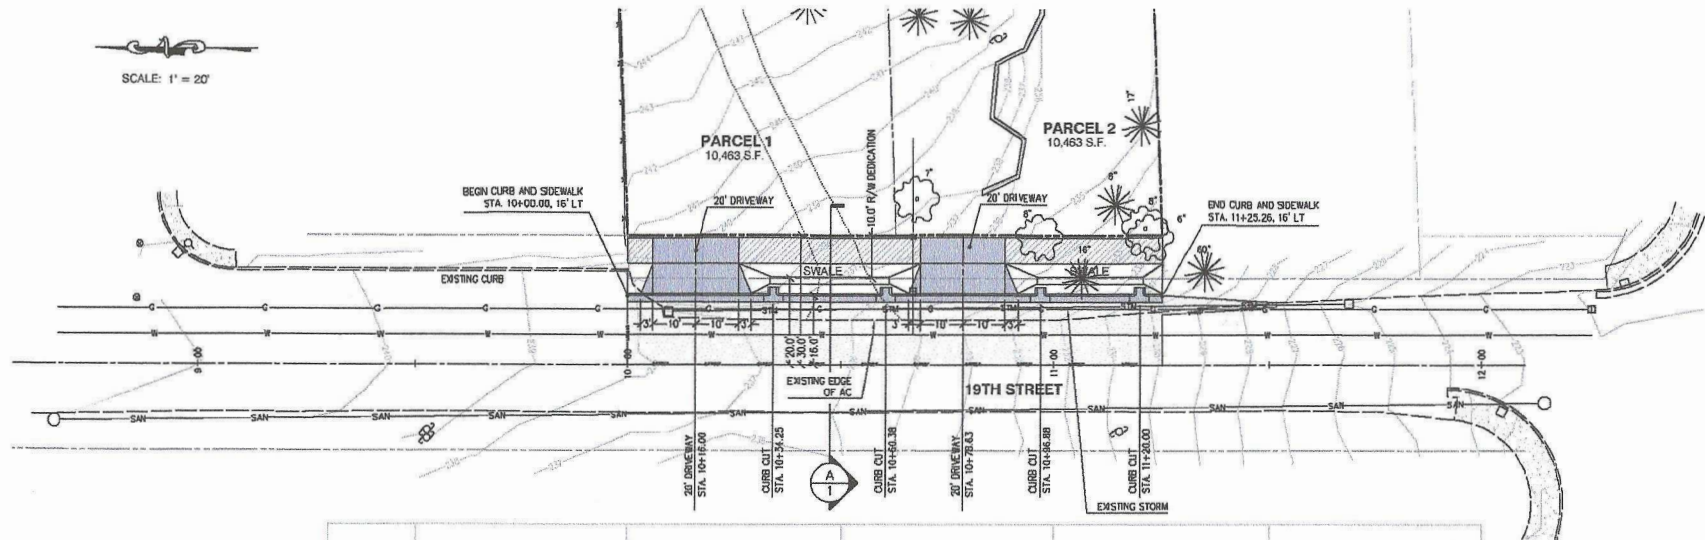 SCALE: 1' = 20'
PARCEL 1
10,463 S.F.
PARCEL 2
10,463 S.F.
17"
10.0' R/W DEDICATION
BEGIN CURB AND SIDEWALK
STA. 10+00.00, 16' LT
20' DRIVEWAY
20' DRIVEWAY
7"
8"
6"
8"
6"
END CURB AND SIDEWALK
STA. 11+25.26, 16' LT
EXISTING CURB
SWALE
SWALE
16"
60"
G G G G G G G G G G
STM STM STM
3' 10' 10' 3'
3' 10' 10' 3'
W W W W W W W W W W W W
20.0'
30.0'
16.0'
9+00
10+00
11+00
12+00
EXISTING EDGE
OF AC
19TH STREET
SAN SAN SAN SAN SAN SAN SAN SAN SAN SAN SAN SAN
20' DRIVEWAY
STA. 10+16.00
CURB CUT
STA. 10+34.25
A
1
CURB CUT
STA. 10+60.38
20' DRIVEWAY
STA. 10+78.63
CURB CUT
STA. 10+96.88
CURB CUT
STA. 11+20.00
EXISTING STORM